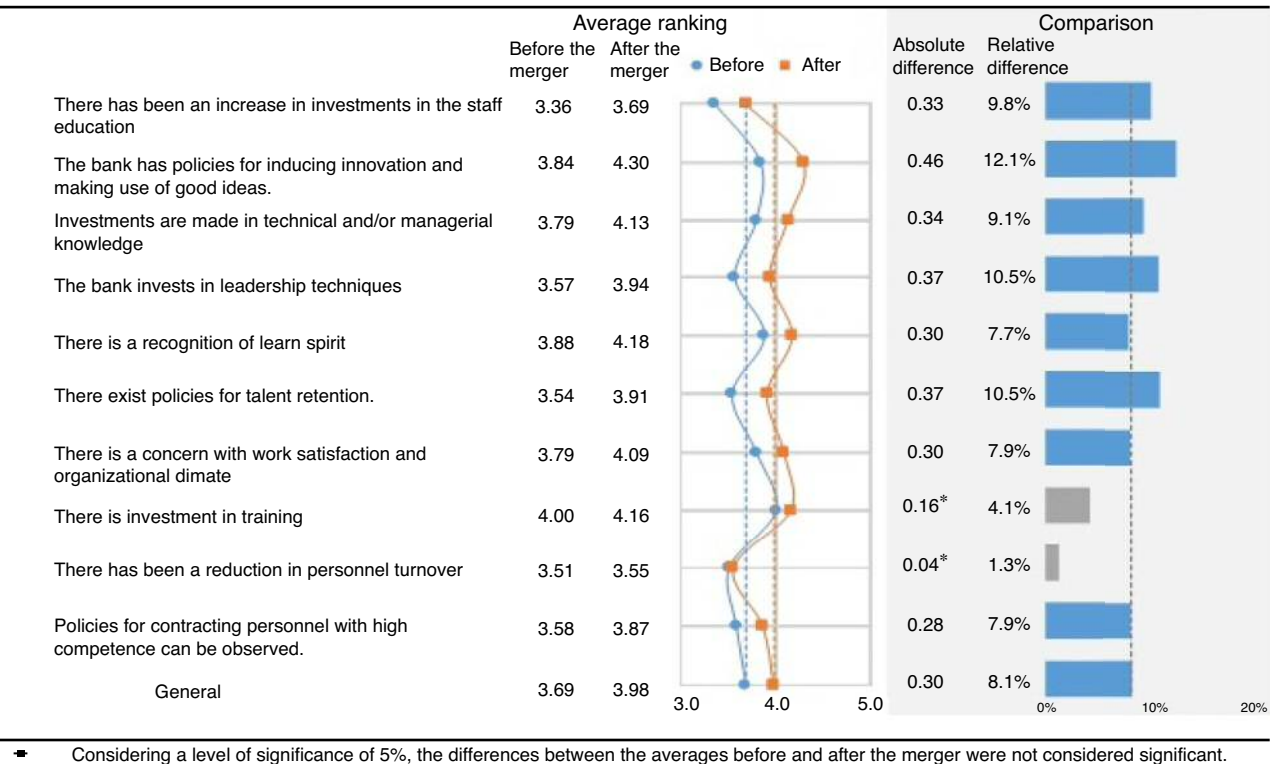 Average ranking
Comparison
Before the merger
After the merger
Before
After
Absolute difference
Relative difference
There has been an increase in investments in the staff
education
3.36 3.69 0.33 9.8%
The bank has policies for inducing innovation and
making use of good ideas.
3.84 4.30 0.46 12.1%
Investments are made in technical and/or managerial
knowledge
3.79 4.13 0.34 9.1%
The bank invests in leadership techniques 3.57 3.94 0.37 10.5%
There is a recognition of learn spirit 3.88 4.18 0.30 7.7%
There exist policies for talent retention. 3.54 3.91 0.37 10.5%
There is a concern with work satisfaction and
organizational dimate
3.79 4.09 0.30 7.9%
There is investment in training 4.00 4.16 0.16* 4.1%
There has been a reduction in personnel turnover 3.51 3.55 0.04* 1.3%
Policies for contracting personnel with high
competence can be observed.
3.58 3.87 0.28 7.9%
General 3.69 3.98 0.30 8.1%
3.0 4.0 5.0
0% 10% 20%
Considering a level of significance of 5%, the differences between the averages before and after the merger were not considered significant.